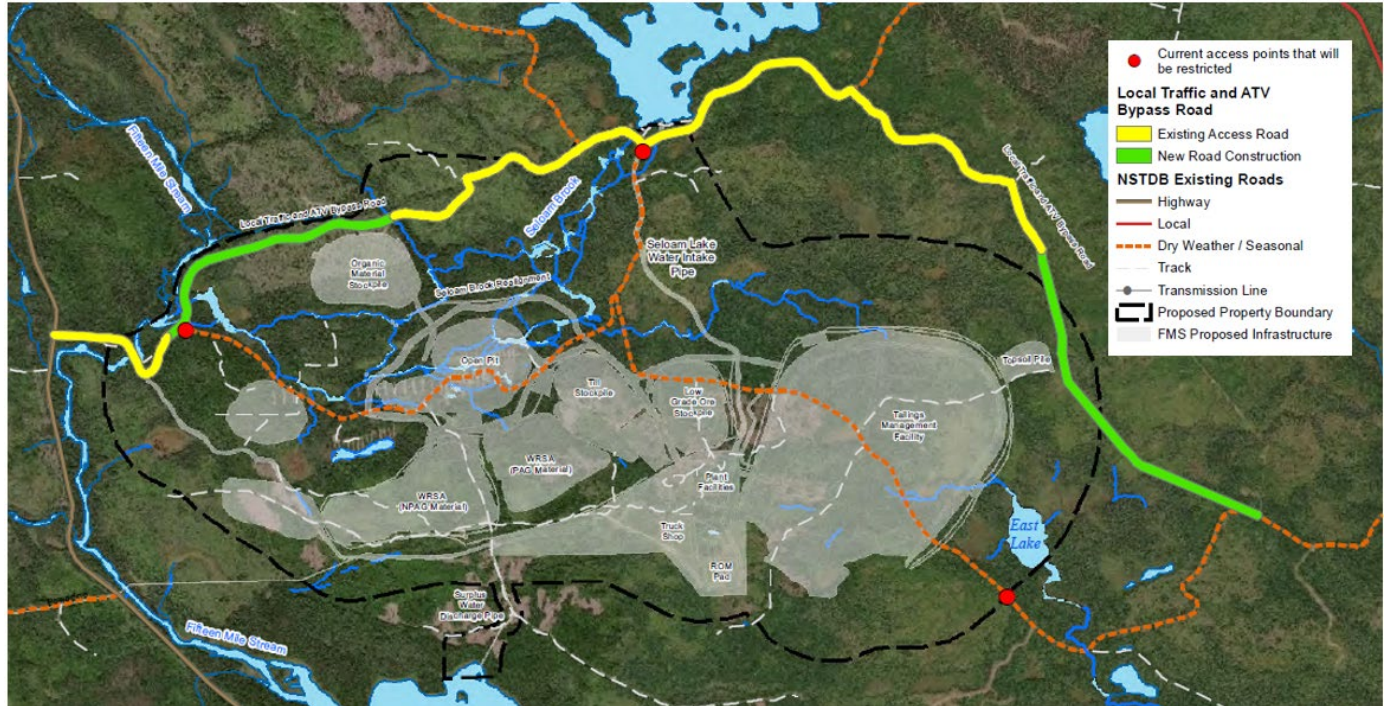 Current access points that will
be restricted
Local Traffic and ATV
Bypass Road
Existing Access Road
New Road Construction
NSTDB Existing Roads
Highway
Local
Dry Weather / Seasonal
Track
Transmission Line
Proposed Property Boundary
FMS Proposed Infrastructure
Fifteen Mile Stream
Local Traffic and ATV Bypass Road
Seloam Brook
Local Traffic and ATV Bypass Road
Seloam Lake
Water Intake
Pipe
Organic
Material
Stockpile
Seloam Brook Realignment
Open Pit
Till
Stockpile
Low
Grade Ore
Stockpile
Topsoil Pile
Tailings
Management
Facility
WRSA
(PAG Material)
Plant
Facilities
WRSA
(NPAG Material)
Truck
Shop
ROM
Pad
East
Lake
Surplus
Water
Discharge Pipe
Fifteen Mile Stream